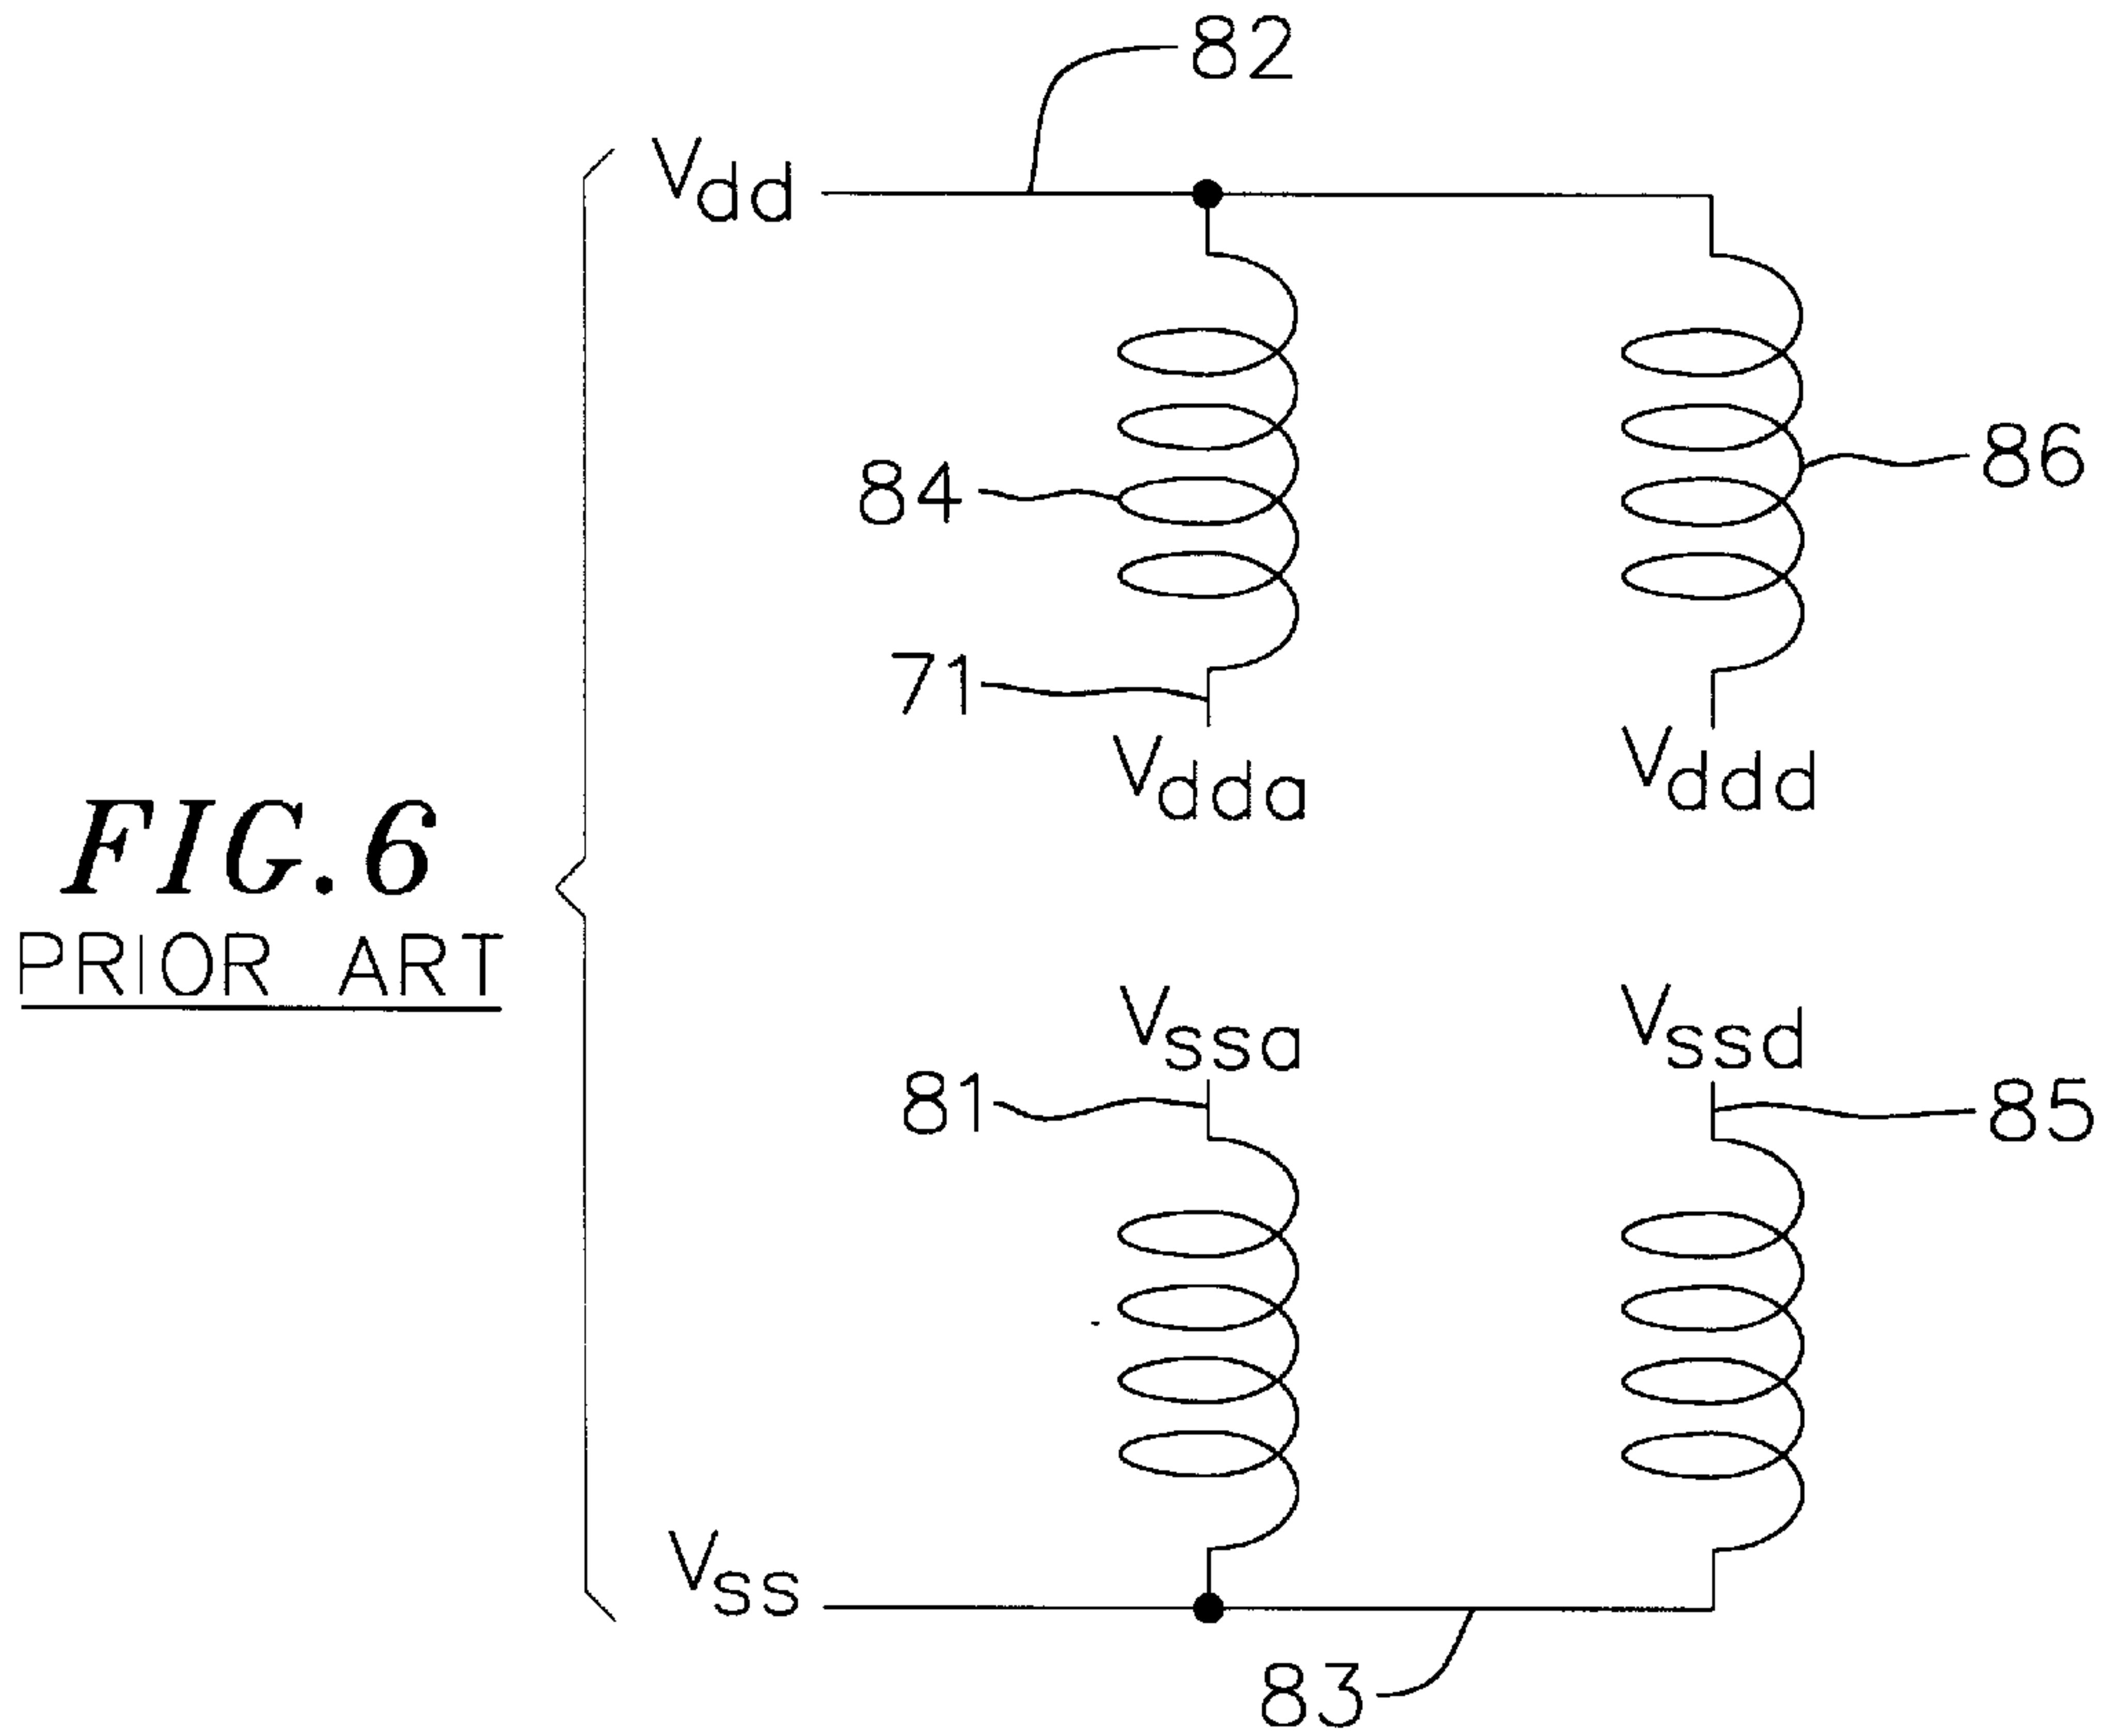 82
Vdd
84
86
71
Vdda
Vddd
FIG.6
PRIOR ART
Vssa
Vssd
81
85
Vss
83